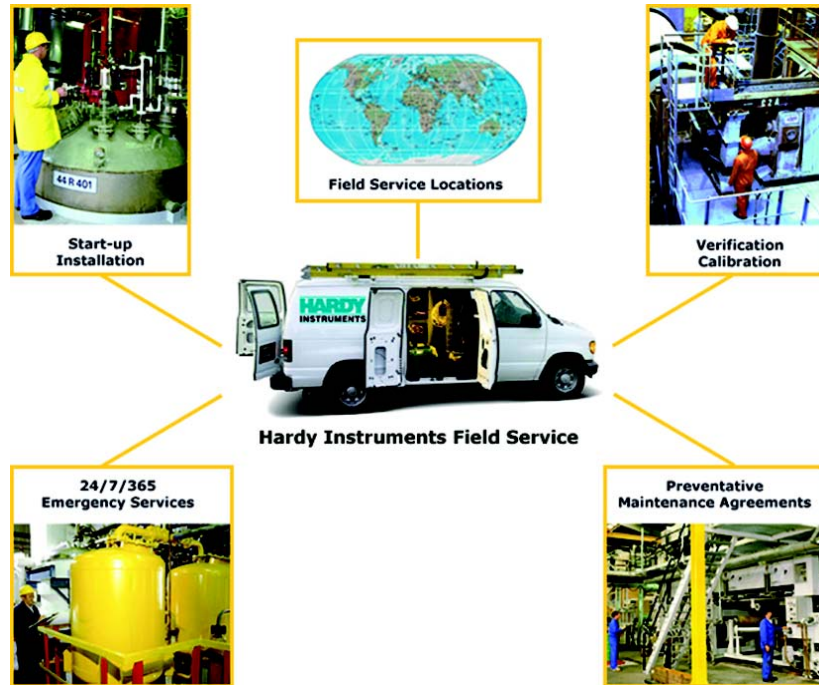 Field Service Locations
44 R 401
Start-up
Installation
Verification
Calibration
HARDY
INSTRUMENTS
Hardy Instruments Field Service
24/7/365
Emergency Services
Preventative
Maintenance Agreements